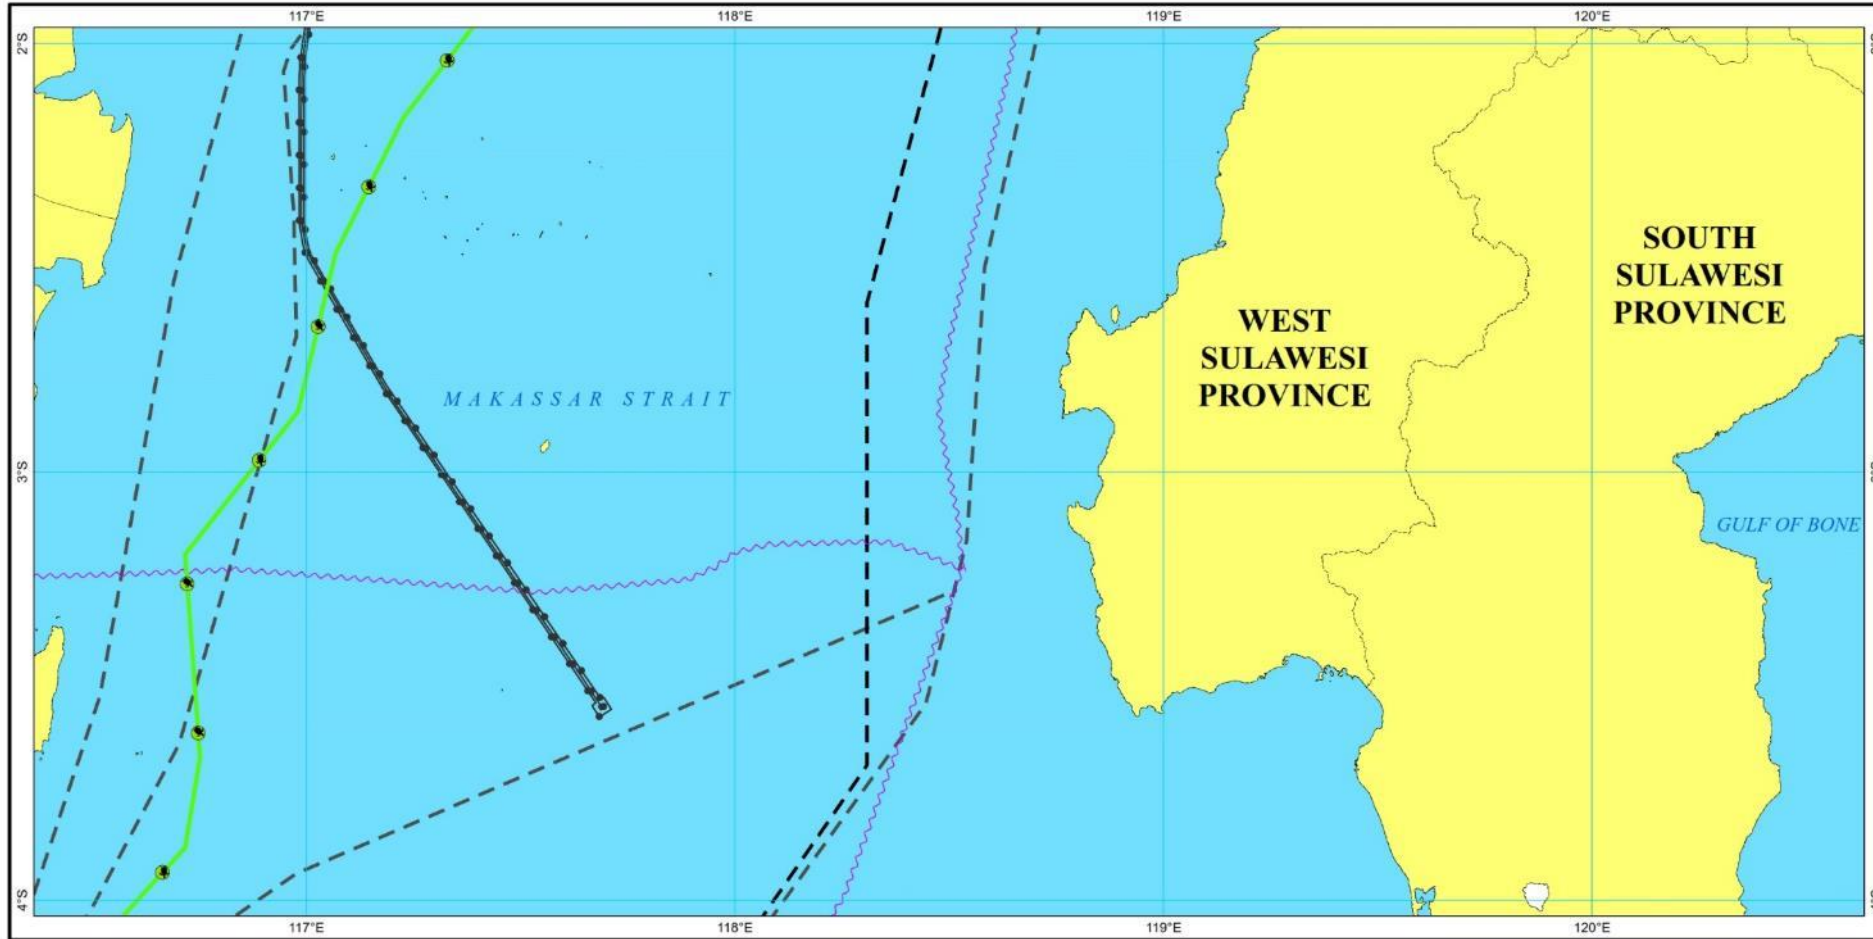 117°E
118°E
119°E
120°E
2°S
SOUTH
SULAWESI
PROVINCE
WEST
SULAWESI
PROVINCE
MAKASSAR STRAIT
3°S
GULF OF BONE
4°S
117°E
118°E
119°E
120°E